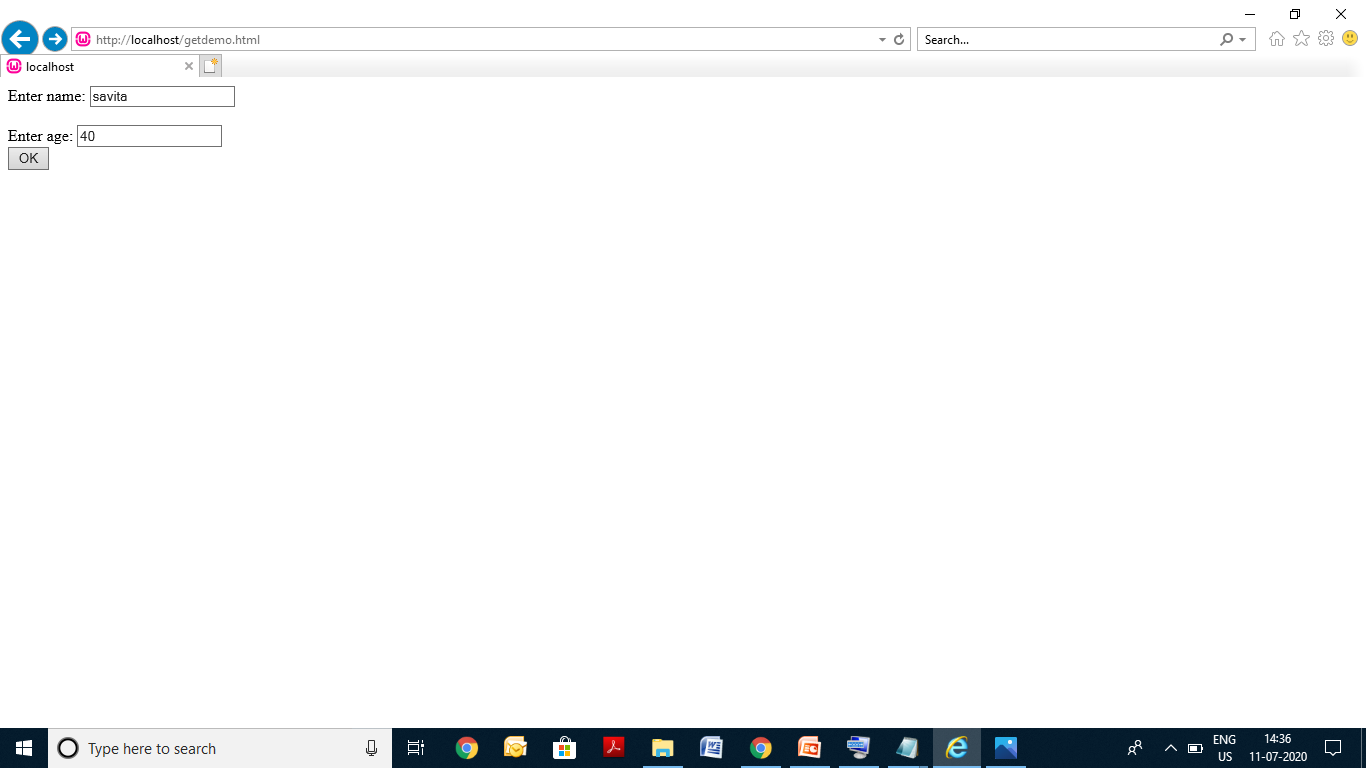 http://localhost/getdemo.html
Search...
localhost
Enter name: savita
Enter age: 40
OK
Type here to search
ENG
US
14:36
11-07-2020